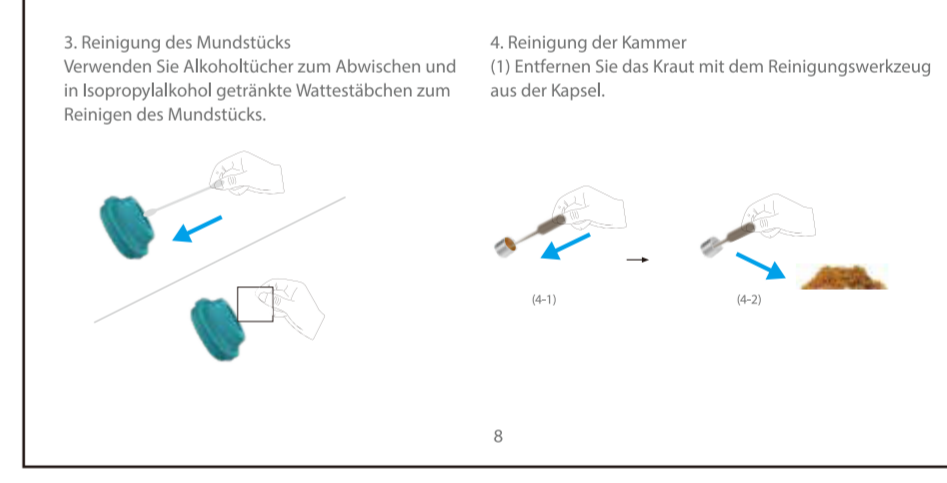 3. Reinigung des Mundstücks
Verwenden Sie Alkoholtücher zum Abwischen und
in Isopropylalkohol getränkte Wattestäbchen zum
Reinigen des Mundstücks.
4. Reinigung der Kammer
(1) Entfernen Sie das Kraut mit dem Reinigungswerkzeug
aus der Kapsel.
(4-1)
(4-2)
8